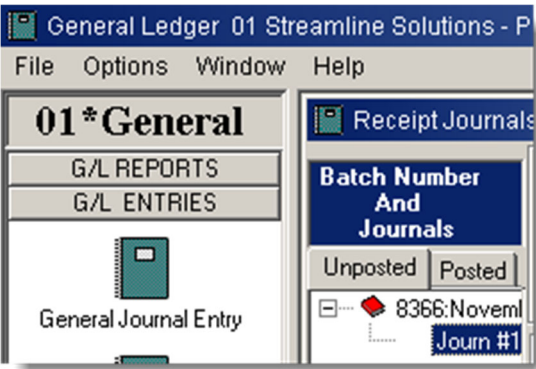 General Ledger 01 Streamline Solutions - P
File Options Window Help
01*General
G/L REPORTS
G/L ENTRIES
General Journal Entry
Receipt Journals
Batch Number
And
Journals
Unposted Posted
8366:Novem
Journ #1